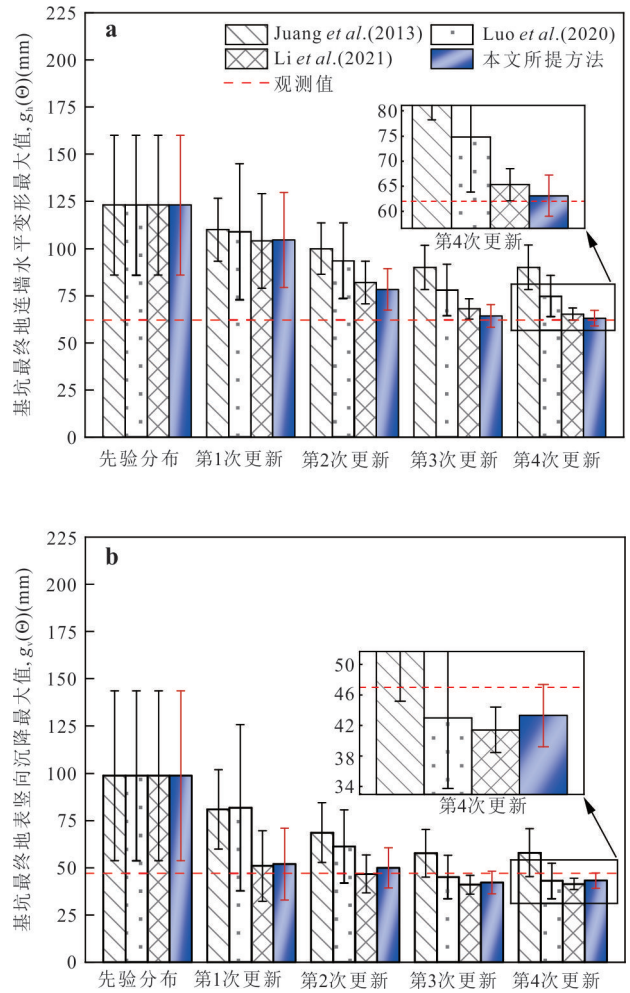 a
Juang et al.(2013) Luo et al.(2020)
Li et al.(2021) 本文所提方法
观测值
基坑最终地连墙水平变形最大值, gₕ(Θ)(mm)
225
200
175
150
125
100
75
50
25
0
80
75
70
65
60
第4次更新
先验分布 第1次更新 第2次更新 第3次更新 第4次更新
b
基坑最终地表竖向沉降最大值, gᵥ(Θ)(mm)
225
200
175
150
125
100
75
50
25
0
50
46
42
38
34
第4次更新
先验分布 第1次更新 第2次更新 第3次更新 第4次更新